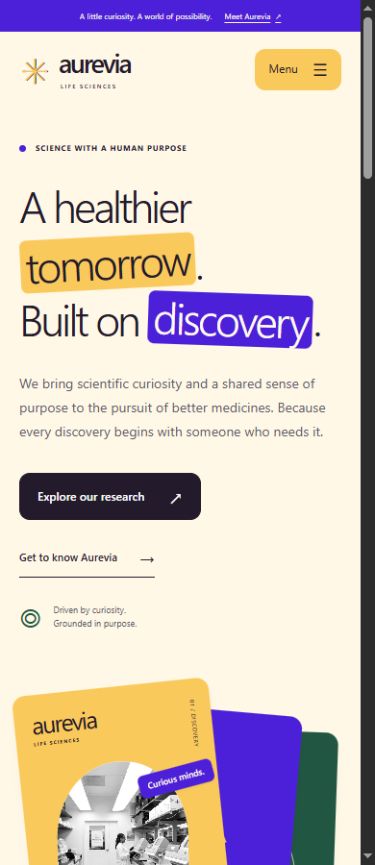 A little curiosity. A world of possibility. Meet Aurevia ↗
aurevia
LIFE SCIENCES
Menu
SCIENCE WITH A HUMAN PURPOSE
A healthier
tomorrow.
Built on discovery.
We bring scientific curiosity and a shared sense of
purpose to the pursuit of better medicines. Because
every discovery begins with someone who needs it.
Explore our research ↗
Get to know Aurevia →
Driven by curiosity.
Grounded in purpose.
aurevia
LIFE SCIENCES
/ DISCOVERY
Curious minds.